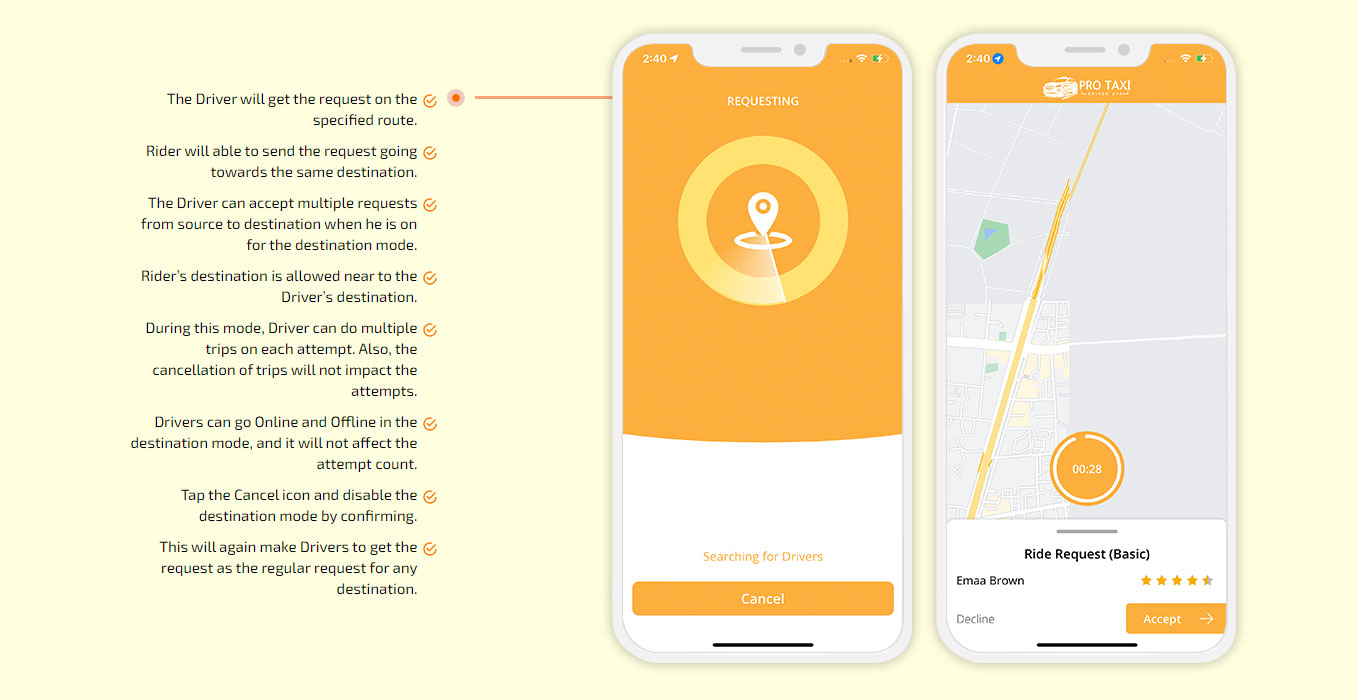 The Driver will get the request on the
specified route.
Rider will able to send the request going
towards the same destination.
The Driver can accept multiple requests
from source to destination when he is on
for the destination mode.
Rider's destination is allowed near to the
Driver's destination.
During this mode, Driver can do multiple
trips on each attempt. Also, the
cancellation of trips will not impact the
attempts.
Drivers can go Online and Offline in the
destination mode, and it will not affect the
attempt count.
Tap the Cancel icon and disable the
destination mode by confirming.
This will again make Drivers to get the
request as the regular request for any
destination.
2:40
REQUESTING
Searching for Drivers
Cancel
2:40
PRO TAXI
DRIVER APP
00:28
Ride Request (Basic)
Emaa Brown
Decline
Accept